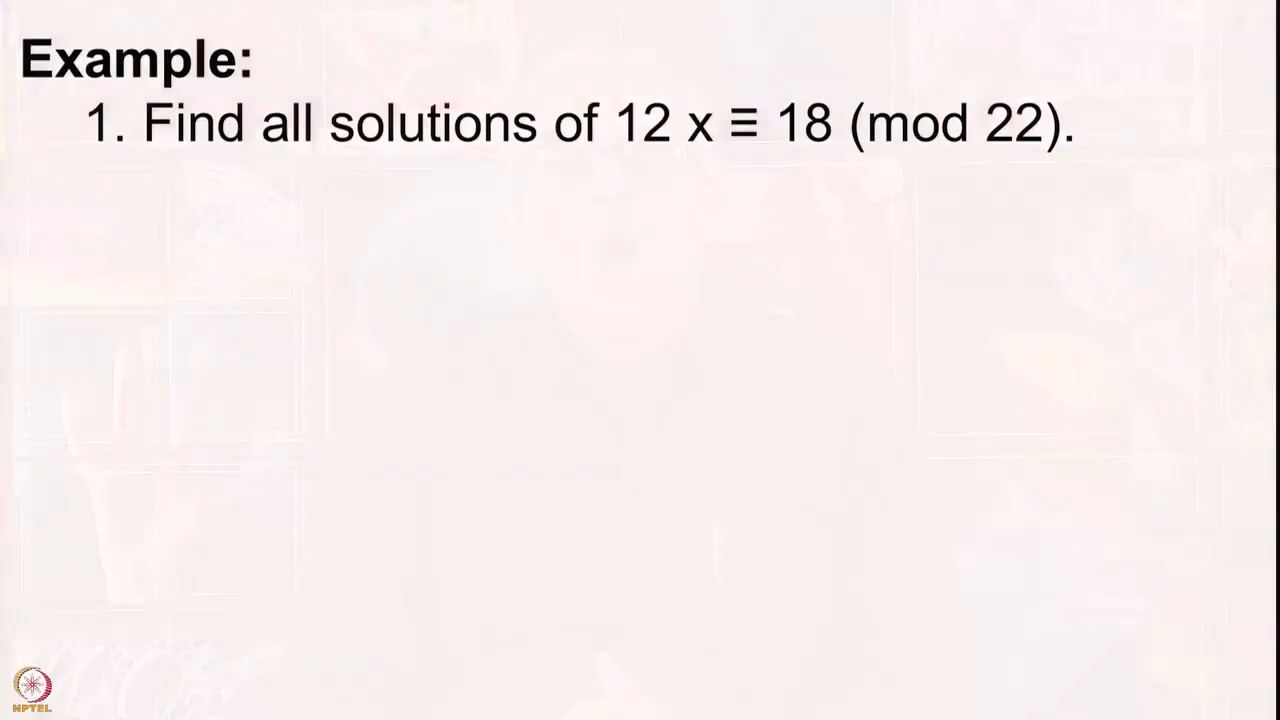 Example:
1. Find all solutions of 12 x ≡ 18 (mod 22).
NPTEL